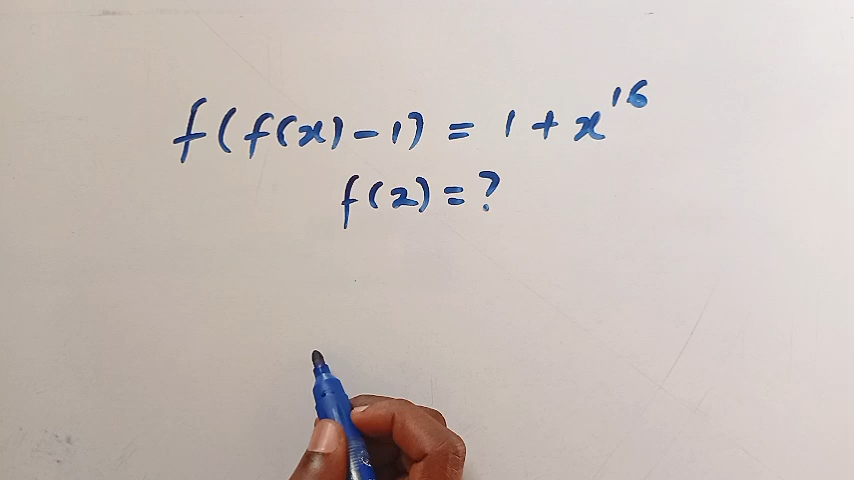 f(f(x)-1) = 1 + x^16
f(2) = ?